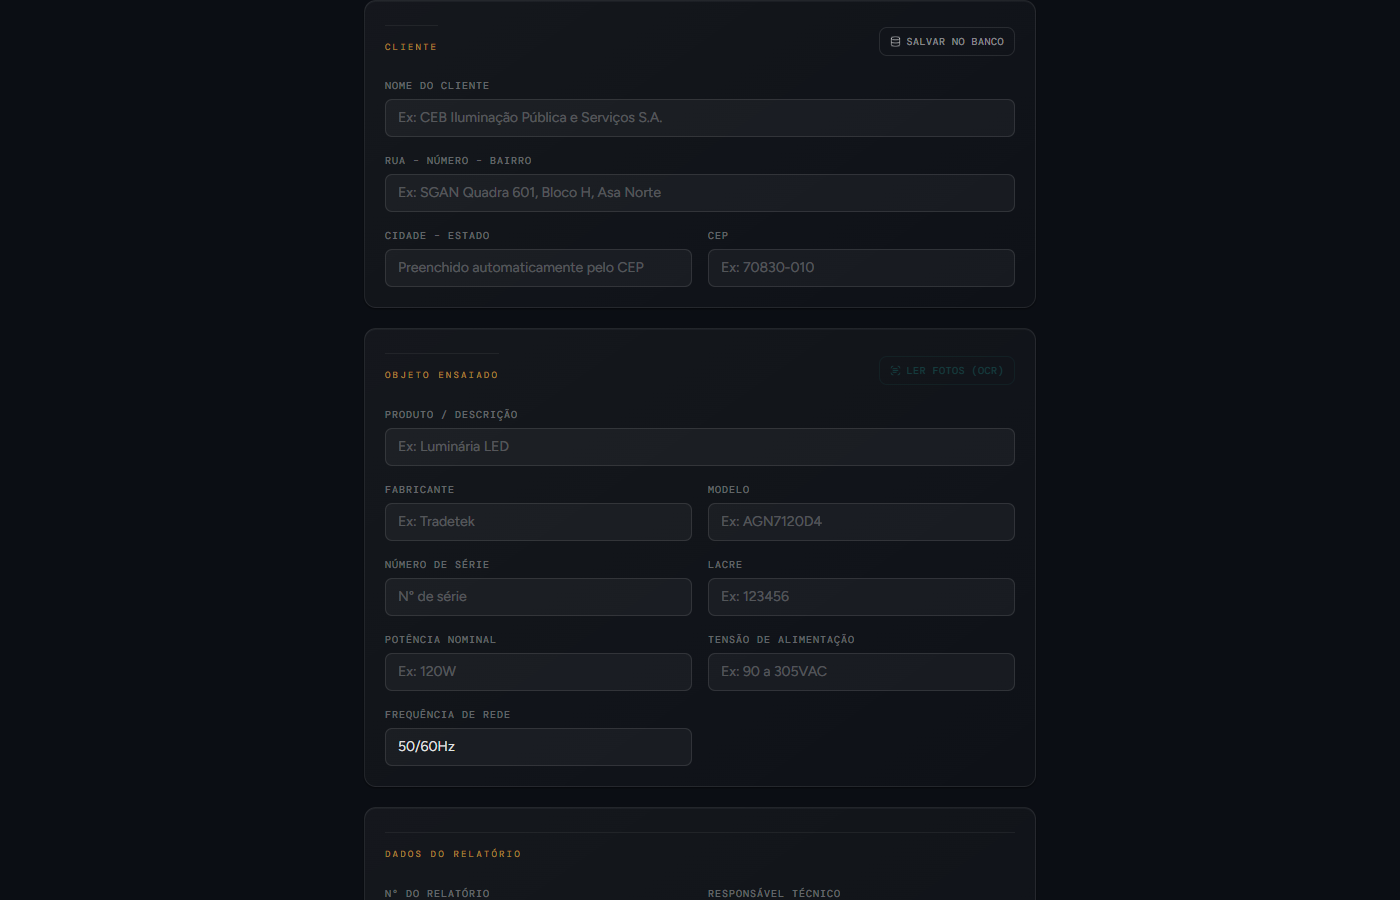 CLIENTE
SALVAR NO BANCO
NOME DO CLIENTE
Ex: CEB Iluminação Pública e Serviços S.A.
RUA - NÚMERO - BAIRRO
Ex: SGAN Quadra 601, Bloco H, Asa Norte
CIDADE - ESTADO
CEP
Preenchido automaticamente pelo CEP
Ex: 70830-010
OBJETO ENSAIADO
LER FOTOS (OCR)
PRODUTO / DESCRIÇÃO
Ex: Luminária LED
FABRICANTE
MODELO
Ex: Tradetek
Ex: AGN7120D4
NÚMERO DE SÉRIE
LACRE
N° de série
Ex: 123456
POTÊNCIA NOMINAL
TENSÃO DE ALIMENTAÇÃO
Ex: 120W
Ex: 90 a 305VAC
FREQUÊNCIA DE REDE
50/60Hz
DADOS DO RELATÓRIO
N° DO RELATÓRIO
RESPONSÁVEL TÉCNICO